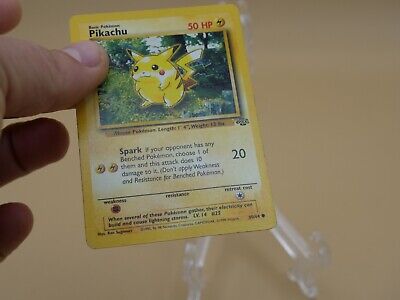 Basic Pokémon
Pikachu 50 HP
Mouse Pokémon. Length: 1' 4", Weight: 13 lbs.
Spark If your opponent has any
Benched Pokémon, choose 1 of
them and this attack does 10
damage to it. (Don't apply Weakness
and Resistance for Benched Pokémon.)
20
weakness resistance retreat cost
When several of these Pokémon gather, their electricity can
build and cause lightning storms. LV. 14 #25
60/64